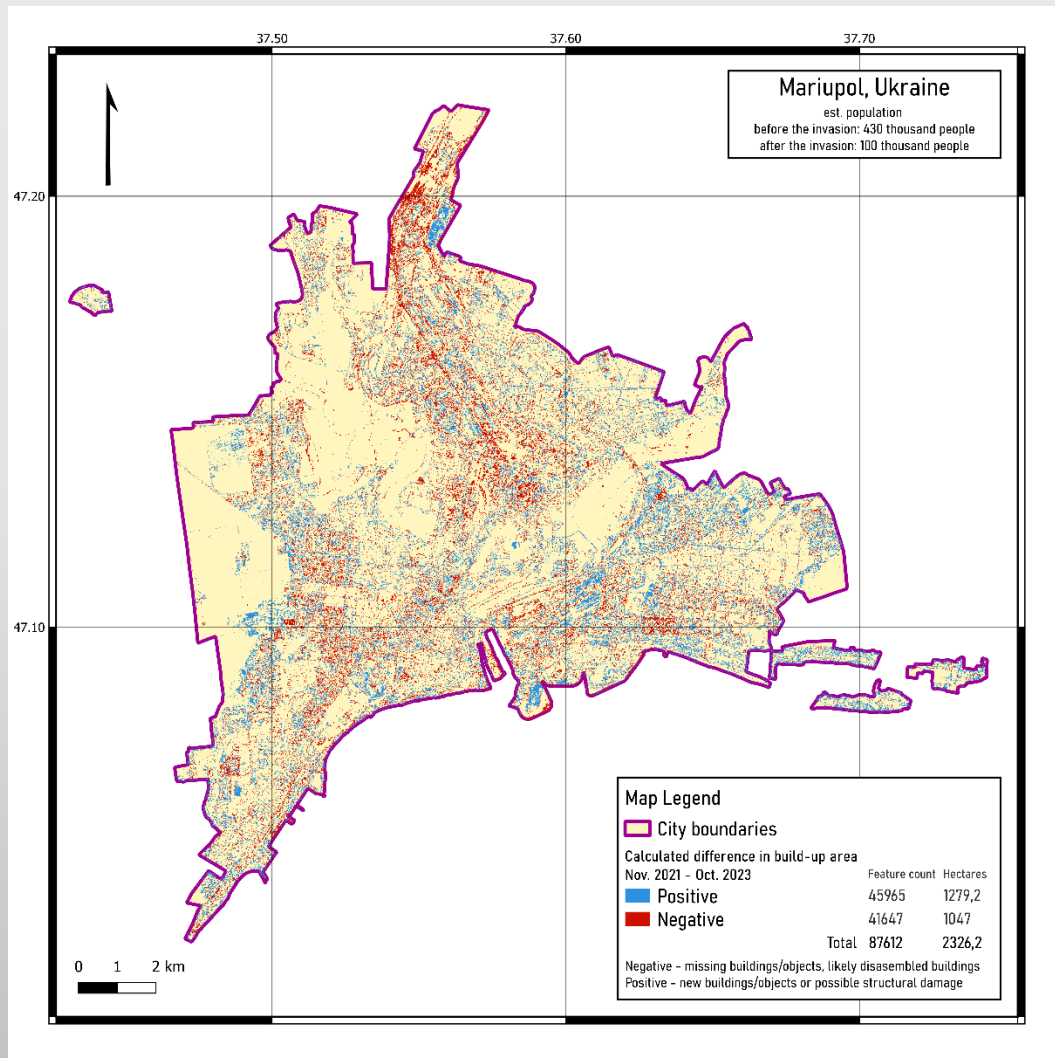 37.50 37.60 37.70
Mariupol, Ukraine
est. population
before the invasion: 430 thousand people
after the invasion: 100 thousand people
47.20
47.10
Map Legend
City boundaries
Calculated difference in build-up area
Nov. 2021 - Oct. 2023 Feature count Hectares
Positive 45965 1279,2
Negative 41647 1047
Total 87612 2326,2
Negative - missing buildings/objects, likely disasembled buildings
Positive - new buildings/objects or possible structural damage
0 1 2 km